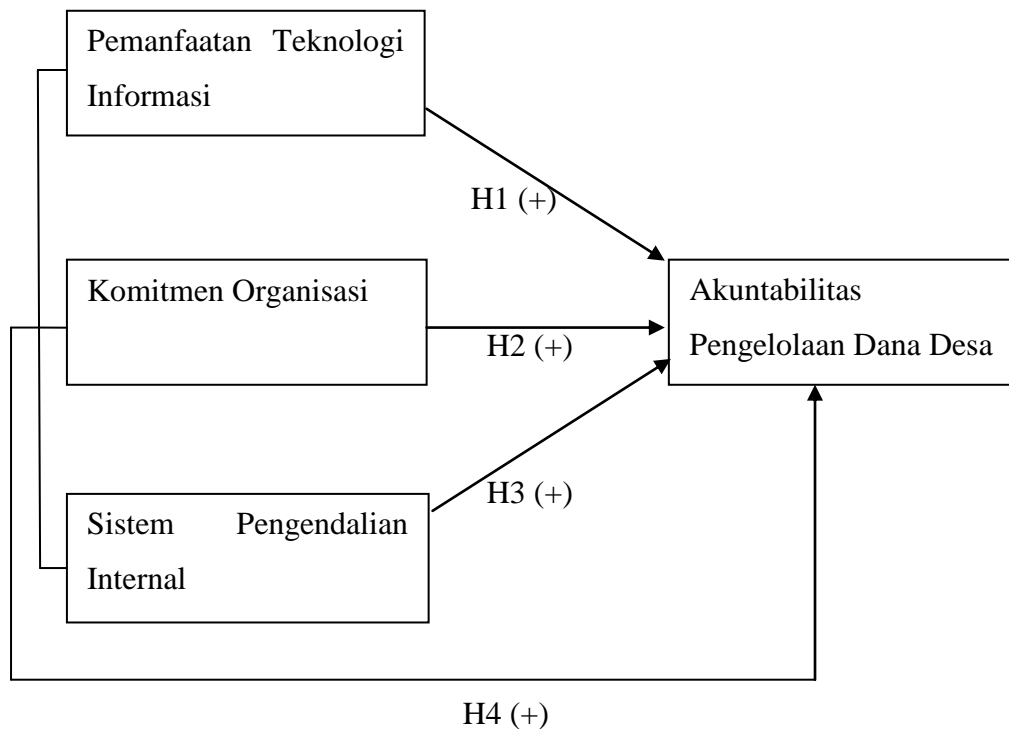 Pemanfaatan Teknologi
Informasi
H1 (+)
Komitmen Organisasi
H2 (+)
Akuntabilitas
Pengelolaan Dana Desa
H3 (+)
Sistem Pengendalian
Internal
H4 (+)